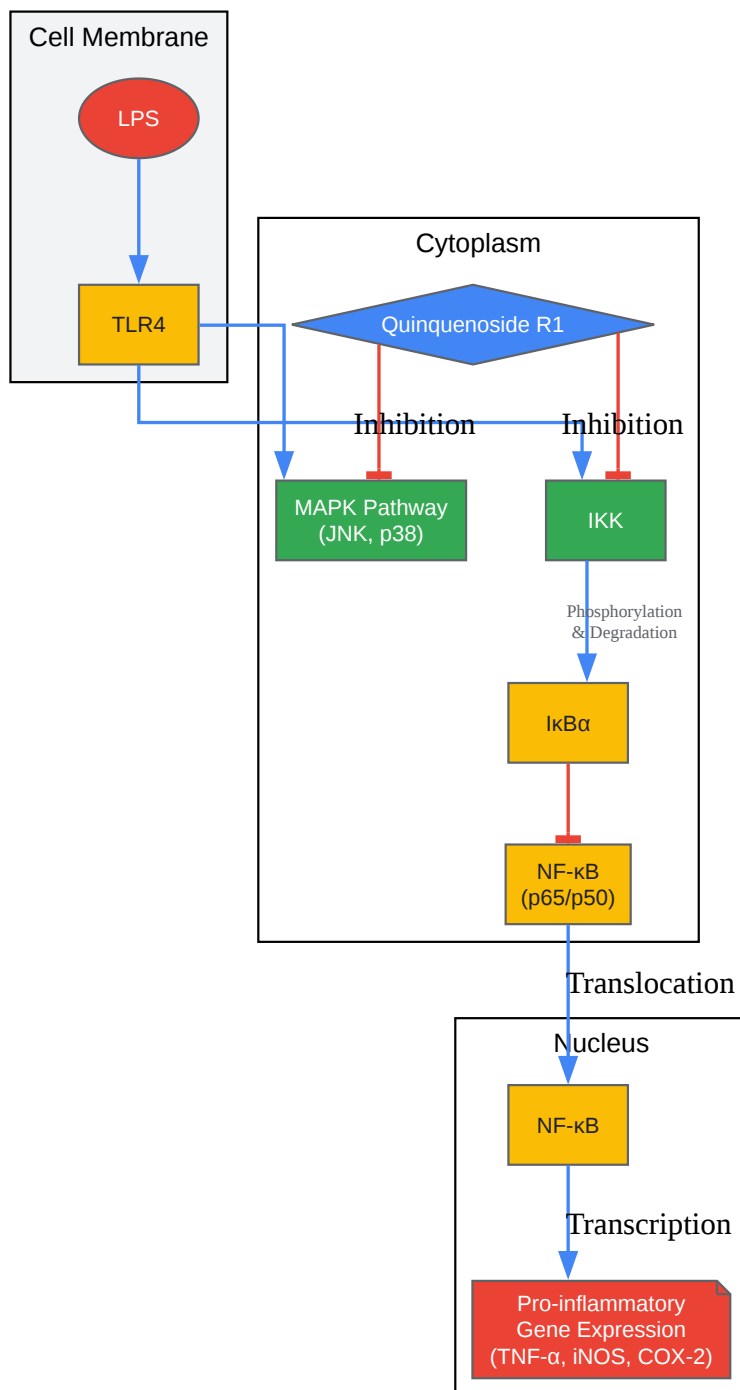 Cell Membrane
LPS
TLR4
Cytoplasm
Quinquenoside R1
Inhibition
Inhibition
MAPK Pathway
(JNK, p38)
IKK
Phosphorylation
& Degradation
IκBα
NF-κB
(p65/p50)
Translocation
Nucleus
NF-κB
Transcription
Pro-inflammatory
Gene Expression
(TNF-α, iNOS, COX-2)